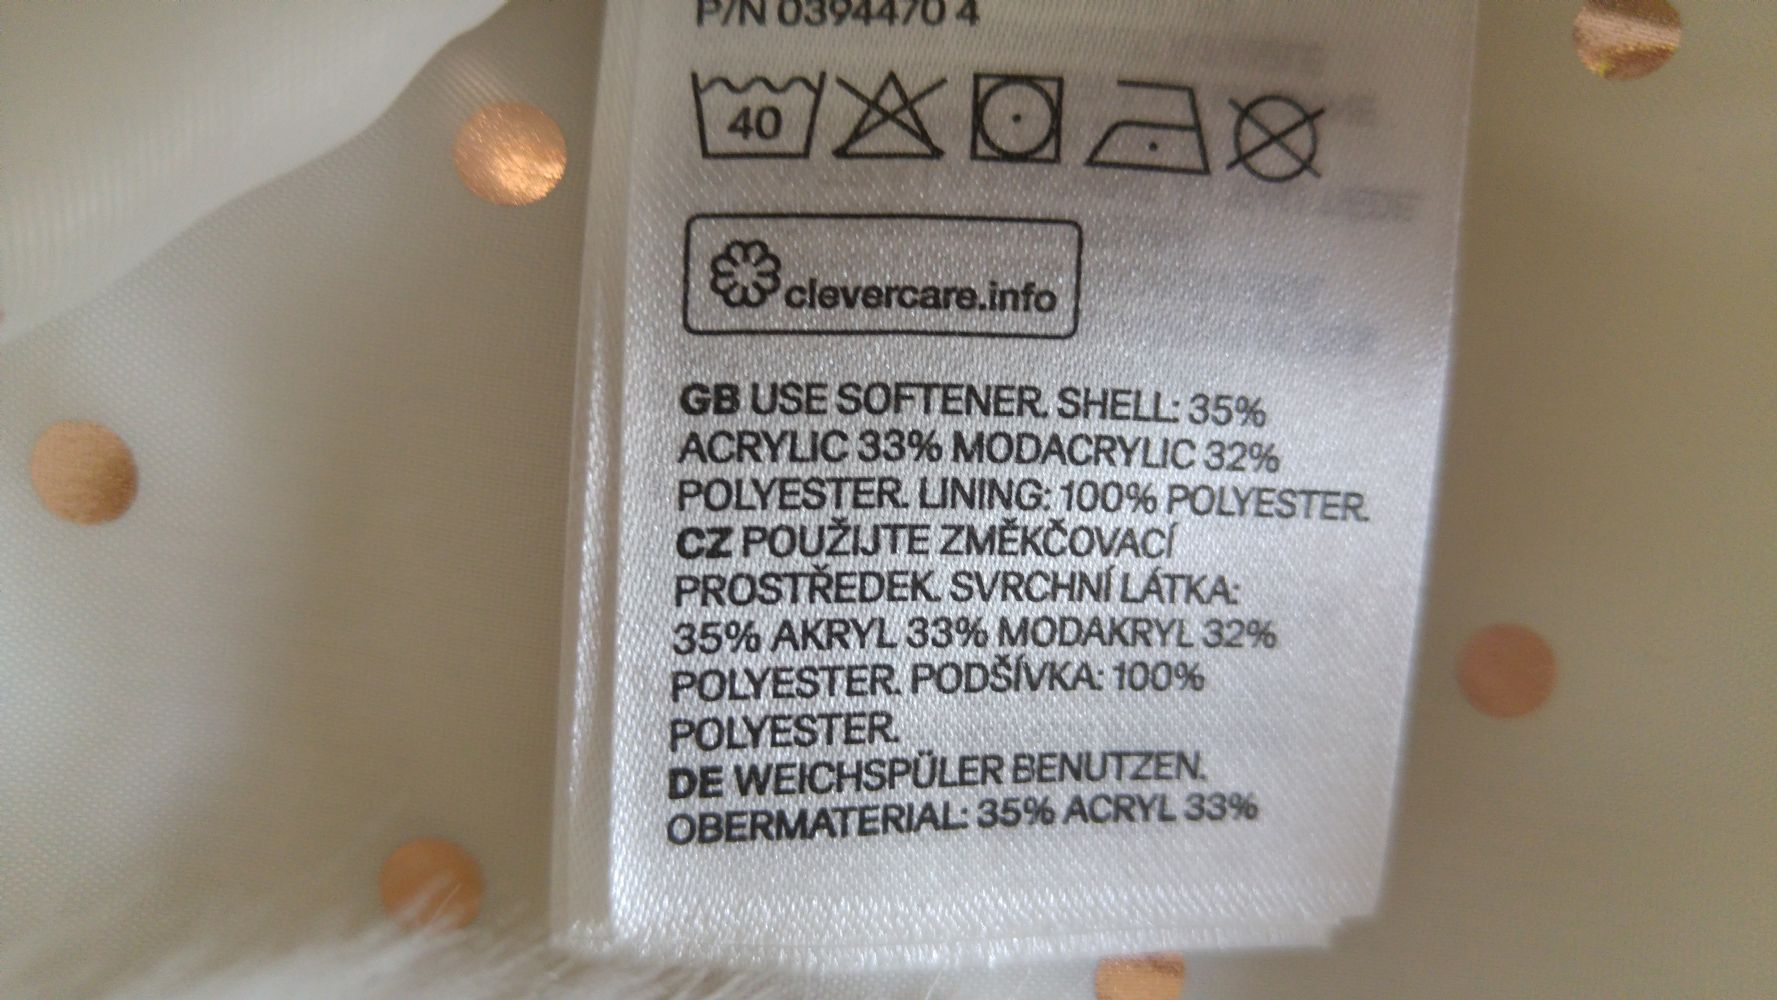 P/N 0394470 4
40
clevercare.info
GB USE SOFTENER. SHELL: 35%
ACRYLIC 33% MODACRYLIC 32%
POLYESTER. LINING: 100% POLYESTER.
CZ POUŽIJTE ZMĚKČOVACÍ
PROSTŘEDEK. SVRCHNÍ LÁTKA:
35% AKRYL 33% MODAKRYL 32%
POLYESTER. PODŠÍVKA: 100%
POLYESTER.
DE WEICHSPÜLER BENUTZEN.
OBERMATERIAL: 35% ACRYL 33%